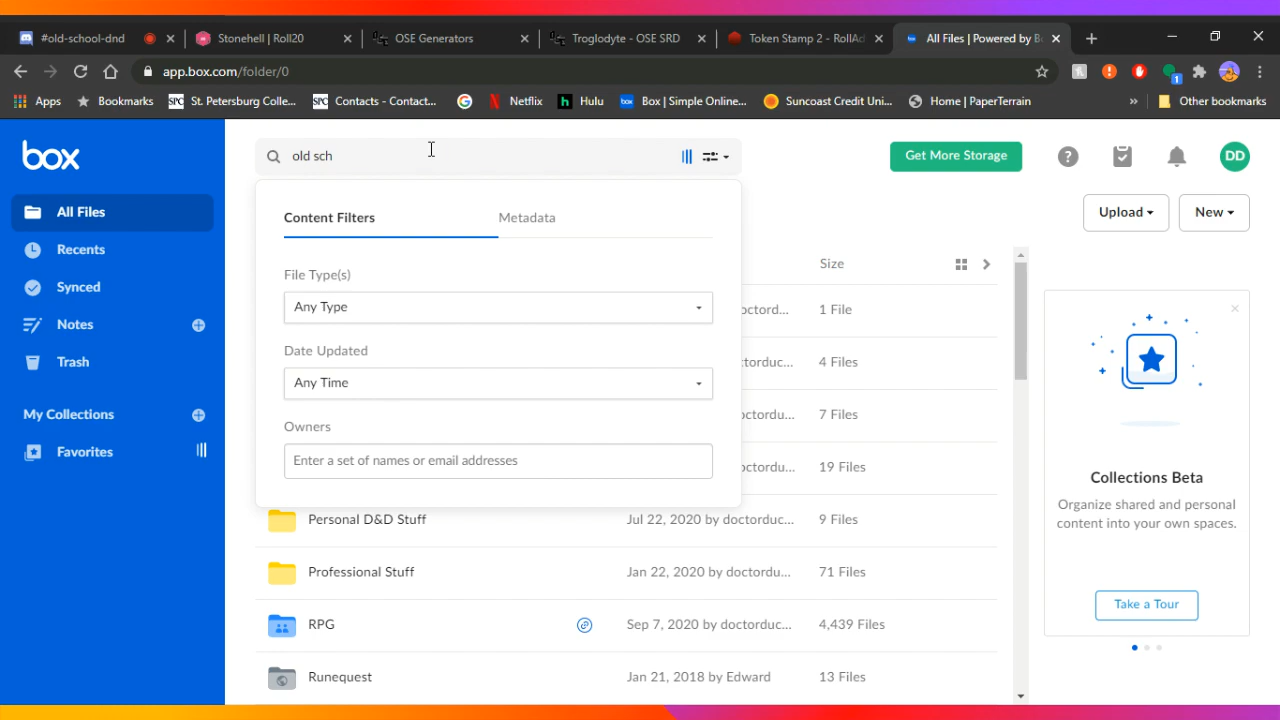 #old-school-dnd
Stonehell | Roll20
OSE Generators
Troglodyte - OSE SRD
Token Stamp 2 - RollAd
All Files | Powered by B
app.box.com/folder/0
Apps
Bookmarks
SPC St. Petersburg Colle...
SPC Contacts - Contact...
Netflix
Hulu
box Box | Simple Online...
Suncoast Credit Uni...
Home | PaperTerrain
»
Other bookmarks
box
old sch
Get More Storage
?
DD
All Files
Recents
Synced
Notes
Trash
My Collections
Favorites
Content Filters
Metadata
File Type(s)
Any Type
Date Updated
Any Time
Owners
Enter a set of names or email addresses
Upload
New
Size
octord... 1 File
octorduc... 4 Files
octordu... 7 Files
octordu... 19 Files
Personal D&D Stuff Jul 22, 2020 by doctorduc... 9 Files
Professional Stuff Jan 22, 2020 by doctordu... 71 Files
RPG Sep 7, 2020 by doctorduc... 4,439 Files
Runequest Jan 21, 2018 by Edward 13 Files
Collections Beta
Organize shared and personal
content into your own spaces.
Take a Tour